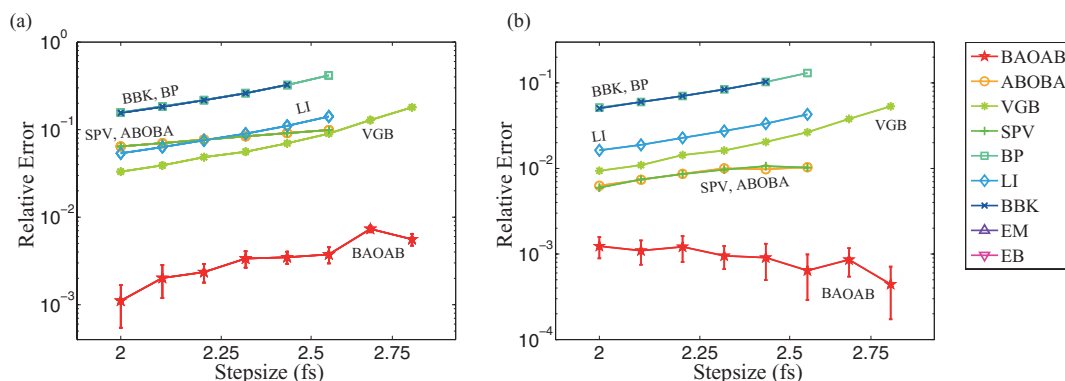 (a)
10^0
10^-1
10^-2
10^-3
Relative Error
BBK, BP
SPV, ABOBA
LI
VGB
BAOAB
2
2.25
2.5
2.75
Stepsize (fs)
(b)
10^-1
10^-2
10^-3
10^-4
Relative Error
BBK, BP
LI
VGB
SPV, ABOBA
BAOAB
2
2.25
2.5
2.75
Stepsize (fs)
BAOAB
ABOBA
VGB
SPV
BP
LI
BBK
EM
EB